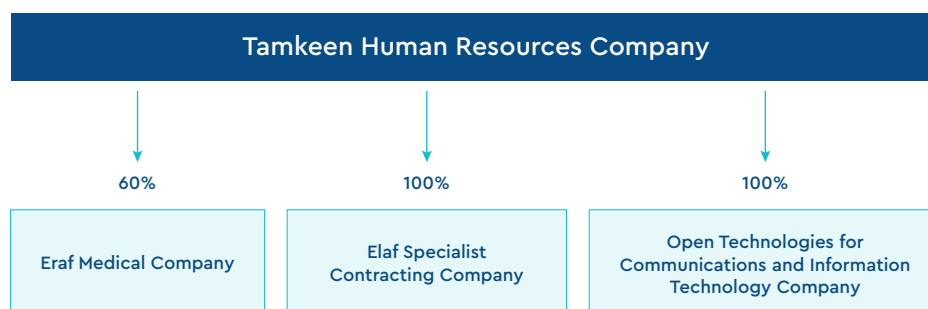 Tamkeen Human Resources Company
60%
100%
100%
Eraf Medical Company
Elaf Specialist
Contracting Company
Open Technologies for
Communications and Information
Technology Company